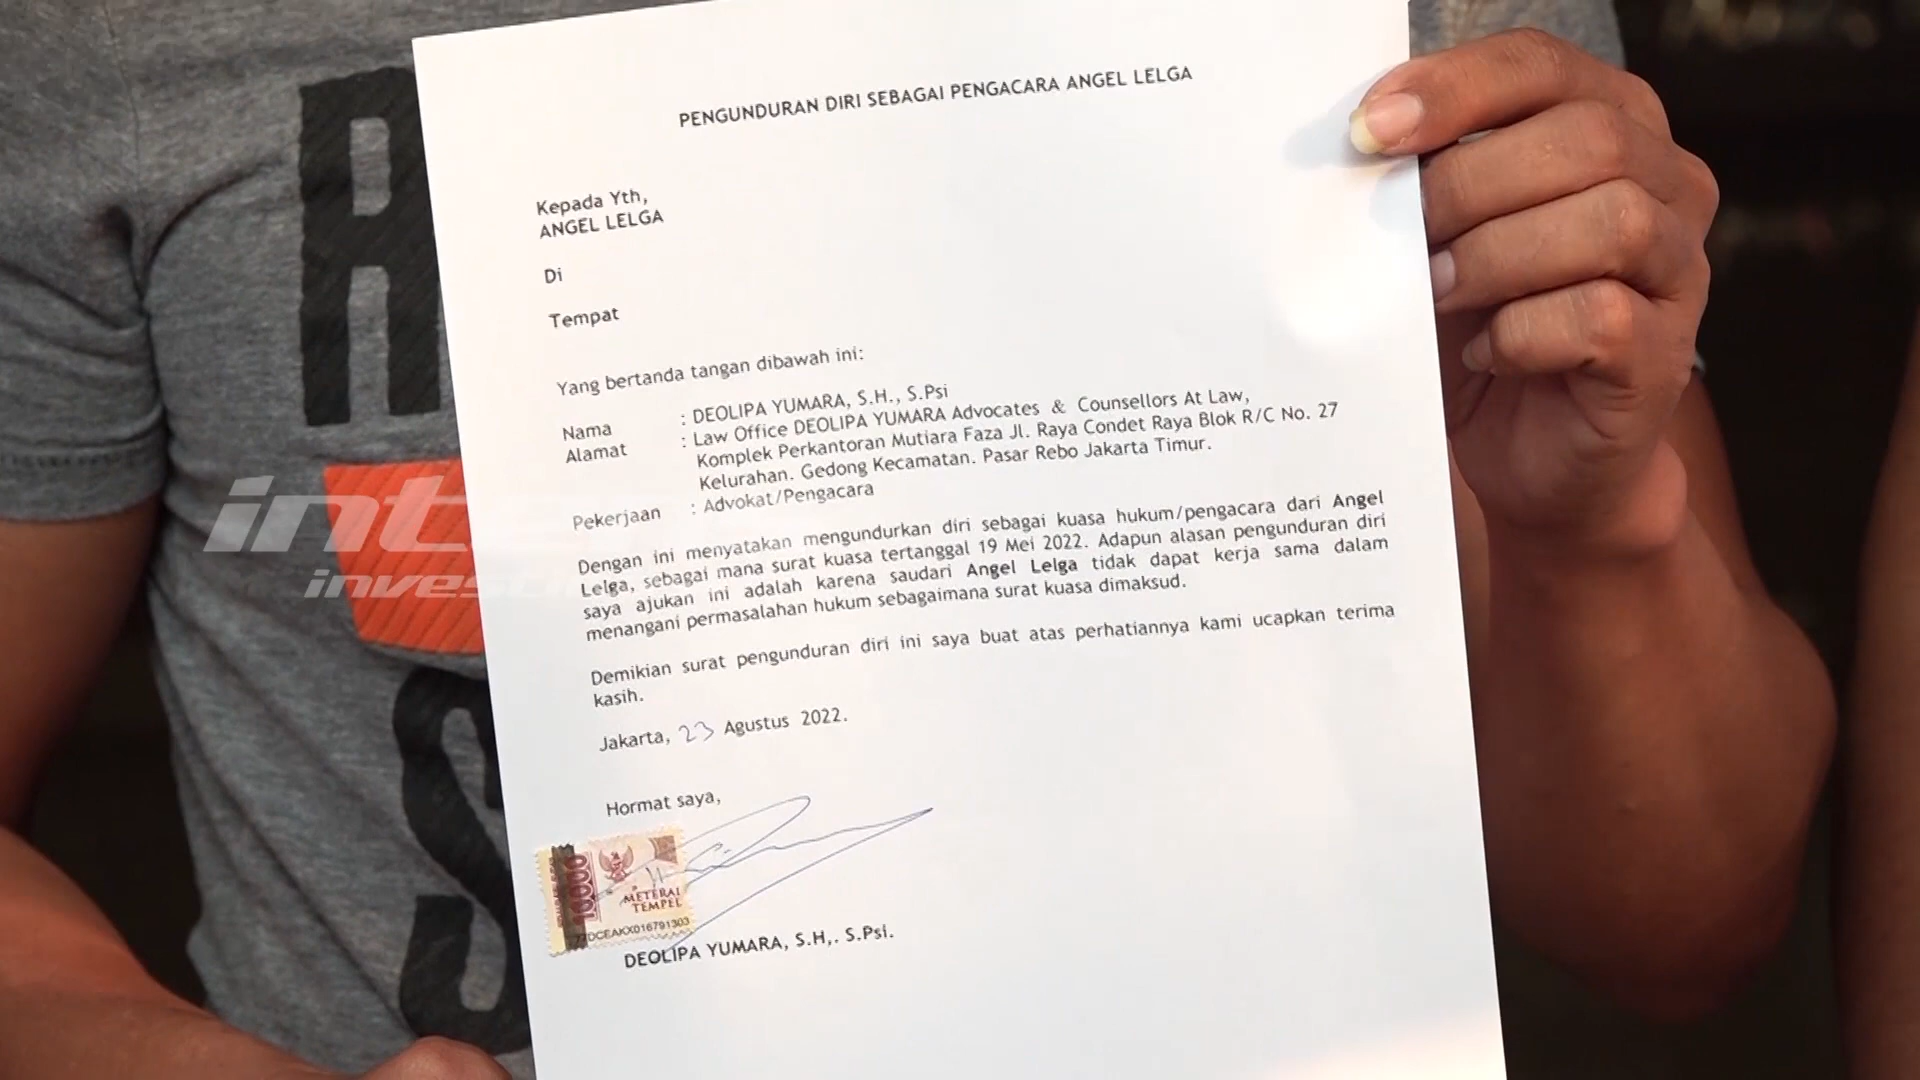 PENGUNDURAN DIRI SEBAGAI PENGACARA ANGEL LELGA
Kepada Yth,
ANGEL LELGA
Di
Tempat
Yang bertanda tangan dibawah ini:
Nama : DEOLIPA YUMARA, S.H., S.Psi
Alamat : Law Office DEOLIPA YUMARA Advocates & Counsellors At Law,
Komplek Perkantoran Mutiara Faza Jl. Raya Condet Raya Blok R/C No. 27
Kelurahan. Gedong Kecamatan. Pasar Rebo Jakarta Timur.
Pekerjaan : Advokat/Pengacara
Dengan ini menyatakan mengundurkan diri sebagai kuasa hukum/pengacara dari Angel
Lelga, sebagai mana surat kuasa tertanggal 19 Mei 2022. Adapun alasan pengunduran diri
saya ajukan ini adalah karena saudari Angel Lelga tidak dapat kerja sama dalam
menangani permasalahan hukum sebagaimana surat kuasa dimaksud.
Demikian surat pengunduran diri ini saya buat atas perhatiannya kami ucapkan terima
kasih.
Jakarta, 23 Agustus 2022.
Hormat saya,
10000
METERAI
TEMPEL
77DCEAKX016791303
DEOLIPA YUMARA, S.H,. S.Psi.